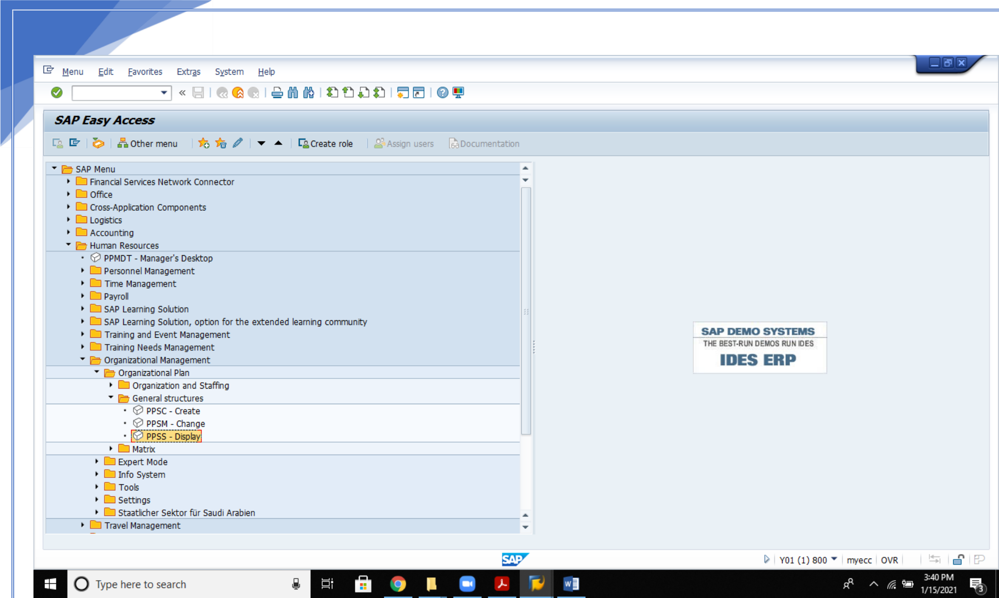 Menu Edit Favorites Extras System Help
SAP Easy Access
Other menu Create role Assign users Documentation
SAP Menu
Financial Services Network Connector
Office
Cross-Application Components
Logistics
Accounting
Human Resources
PPMDT - Manager's Desktop
Personnel Management
Time Management
Payroll
SAP Learning Solution
SAP Learning Solution, option for the extended learning community
Training and Event Management
Training Needs Management
Organizational Management
Organizational Plan
Organization and Staffing
General structures
PPSC - Create
PPSM - Change
PPSS - Display
Matrix
Expert Mode
Info System
Tools
Settings
Staatlicher Sektor für Saudi Arabien
Travel Management
SAP DEMO SYSTEMS
THE BEST-RUN DEMOS RUN IDES
IDES ERP
SAP
Y01 (1) 800 myecc OVR
Type here to search
3:40 PM
1/15/2021
3